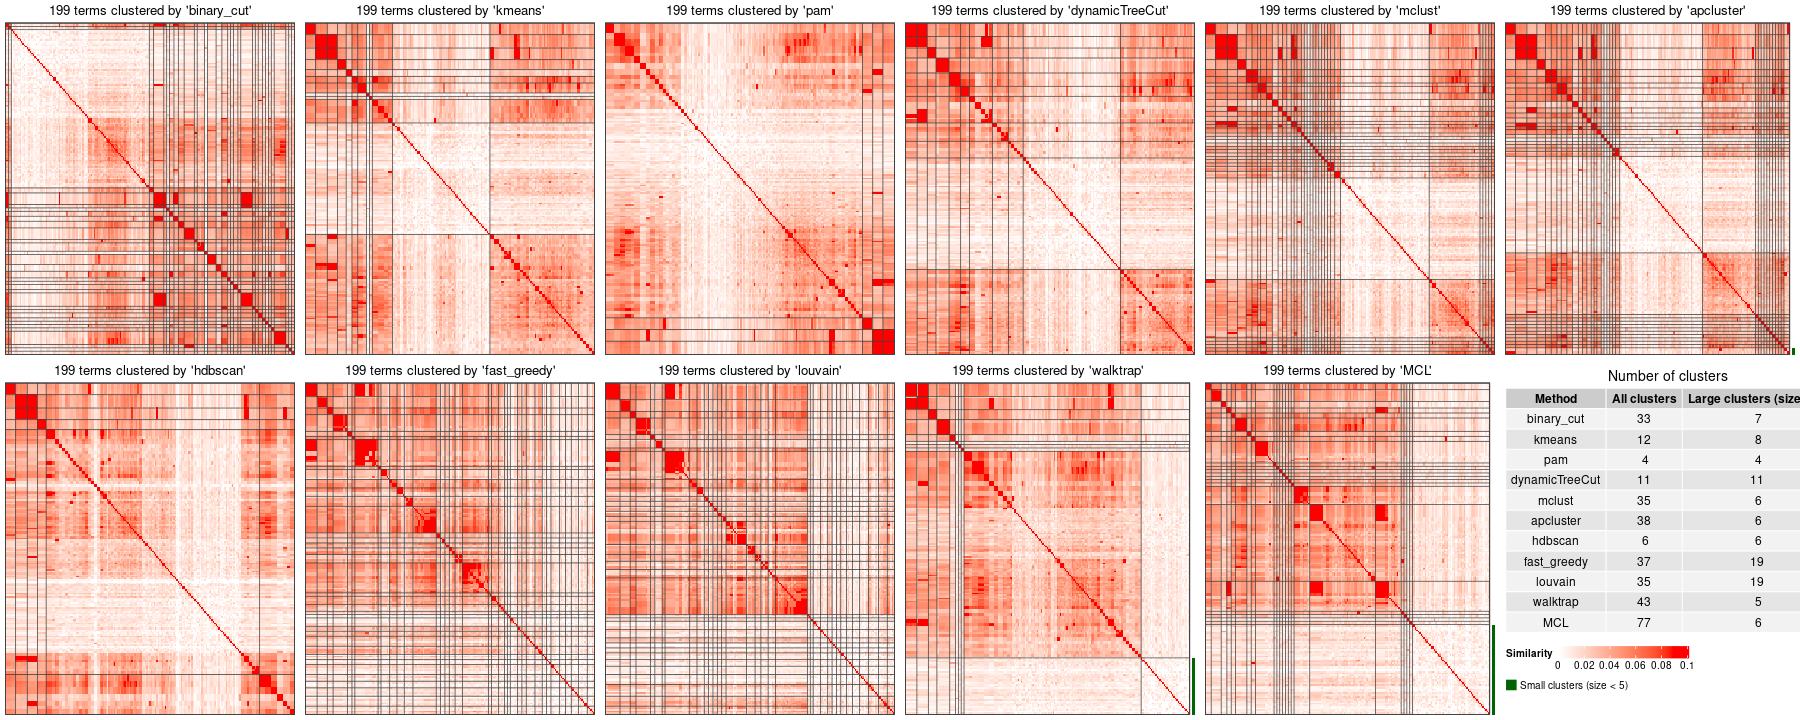 199 terms clustered by 'binary_cut'
199 terms clustered by 'kmeans'
199 terms clustered by 'pam'
199 terms clustered by 'dynamicTreeCut'
199 terms clustered by 'mclust'
199 terms clustered by 'apcluster'
199 terms clustered by 'hdbscan'
199 terms clustered by 'fast_greedy'
199 terms clustered by 'louvain'
199 terms clustered by 'walktrap'
199 terms clustered by 'MCL'
Number of clusters
Method All clusters Large clusters (size
binary_cut 33 7
kmeans 12 8
pam 4 4
dynamicTreeCut 11 11
mclust 35 6
apcluster 38 6
hdbscan 6 6
fast_greedy 37 19
louvain 35 19
walktrap 43 5
MCL 77 6
Similarity
0 0.02 0.04 0.06 0.08 0.1
Small clusters (size < 5)